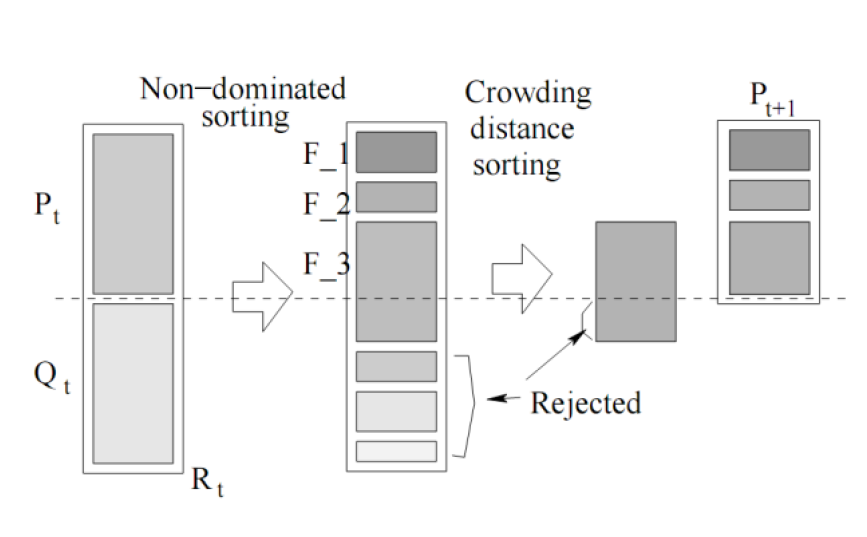 Non-dominated
sorting
Crowding
distance
sorting
P t+1
F_1
P t
F_2
F_3
Q t
Rejected
R t